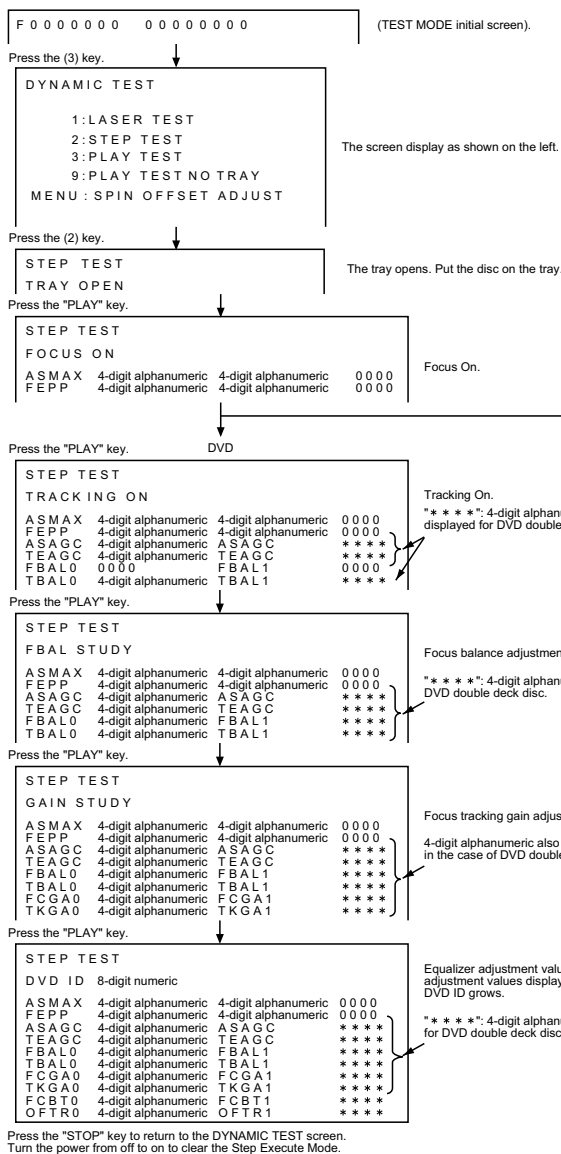 F 0 0 0 0 0 0 0   0 0 0 0 0 0 0 0
(TEST MODE initial screen).
Press the (3) key.
DYNAMIC TEST
1:LASER TEST
2:STEP TEST
3:PLAY TEST
9:PLAY TEST NO TRAY
MENU : SPIN OFFSET ADJUST
The screen display as shown on the left.
Press the (2) key.
STEP TEST
TRAY OPEN
The tray opens. Put the disc on the tray.
Press the "PLAY" key.
STEP TEST
FOCUS ON
ASMAX 4-digit alphanumeric 4-digit alphanumeric 0000
FEPP 4-digit alphanumeric 4-digit alphanumeric 0000
Focus On.
Press the "PLAY" key.
DVD
STEP TEST
TRACKING ON
ASMAX 4-digit alphanumeric 4-digit alphanumeric 0000
FEPP 4-digit alphanumeric 4-digit alphanumeric 0000
ASAGC 4-digit alphanumeric ASAGC ＊＊＊＊
TEAGC 4-digit alphanumeric TEAGC ＊＊＊＊
FBAL0 0000 FBAL1 0000
TBAL0 4-digit alphanumeric TBAL1 ＊＊＊＊
Tracking On.
"＊＊＊＊": 4-digit
displayed for DVD double
Press the "PLAY" key.
STEP TEST
FBAL STUDY
ASMAX 4-digit alphanumeric 4-digit alphanumeric 0000
FEPP 4-digit alphanumeric 4-digit alphanumeric 0000
ASAGC 4-digit alphanumeric ASAGC ＊＊＊＊
TEAGC 4-digit alphanumeric TEAGC ＊＊＊＊
FBAL0 4-digit alphanumeric FBAL1 ＊＊＊＊
TBAL0 4-digit alphanumeric TBAL1 ＊＊＊＊
Focus balance
"＊＊＊＊": 4-digit
DVD double deck disc.
Press the "PLAY" key.
STEP TEST
GAIN STUDY
ASMAX 4-digit alphanumeric 4-digit alphanumeric 0000
FEPP 4-digit alphanumeric 4-digit alphanumeric 0000
ASAGC 4-digit alphanumeric ASAGC ＊＊＊＊
TEAGC 4-digit alphanumeric TEAGC ＊＊＊＊
FBAL0 4-digit alphanumeric FBAL1 ＊＊＊＊
TBAL0 4-digit alphanumeric TBAL1 ＊＊＊＊
FCGA0 4-digit alphanumeric FCGA1 ＊＊＊＊
TKGA0 4-digit alphanumeric TKGA1 ＊＊＊＊
Focus tracking gain
4-digit alphanumeric also
in the case of DVD double
Press the "PLAY" key.
STEP TEST
DVD ID 8-digit numeric
ASMAX 4-digit alphanumeric 4-digit alphanumeric 0000
FEPP 4-digit alphanumeric 4-digit alphanumeric 0000
ASAGC 4-digit alphanumeric ASAGC ＊＊＊＊
TEAGC 4-digit alphanumeric TEAGC ＊＊＊＊
FBAL0 4-digit alphanumeric FBAL1 ＊＊＊＊
TBAL0 4-digit alphanumeric TBAL1 ＊＊＊＊
FCGA0 4-digit alphanumeric FCGA1 ＊＊＊＊
TKGA0 4-digit alphanumeric TKGA1 ＊＊＊＊
FCBT0 4-digit alphanumeric FCBT1 ＊＊＊＊
OFTR0 4-digit alphanumeric OFTR1 ＊＊＊＊
Equalizer adjustment
adjustment values
DVD ID grows.
"＊＊＊＊": 4-digit
for DVD double deck disc
Press the "STOP" key to return to the DYNAMIC TEST screen.
Turn the power from off to on to clear the Step Execute Mode.